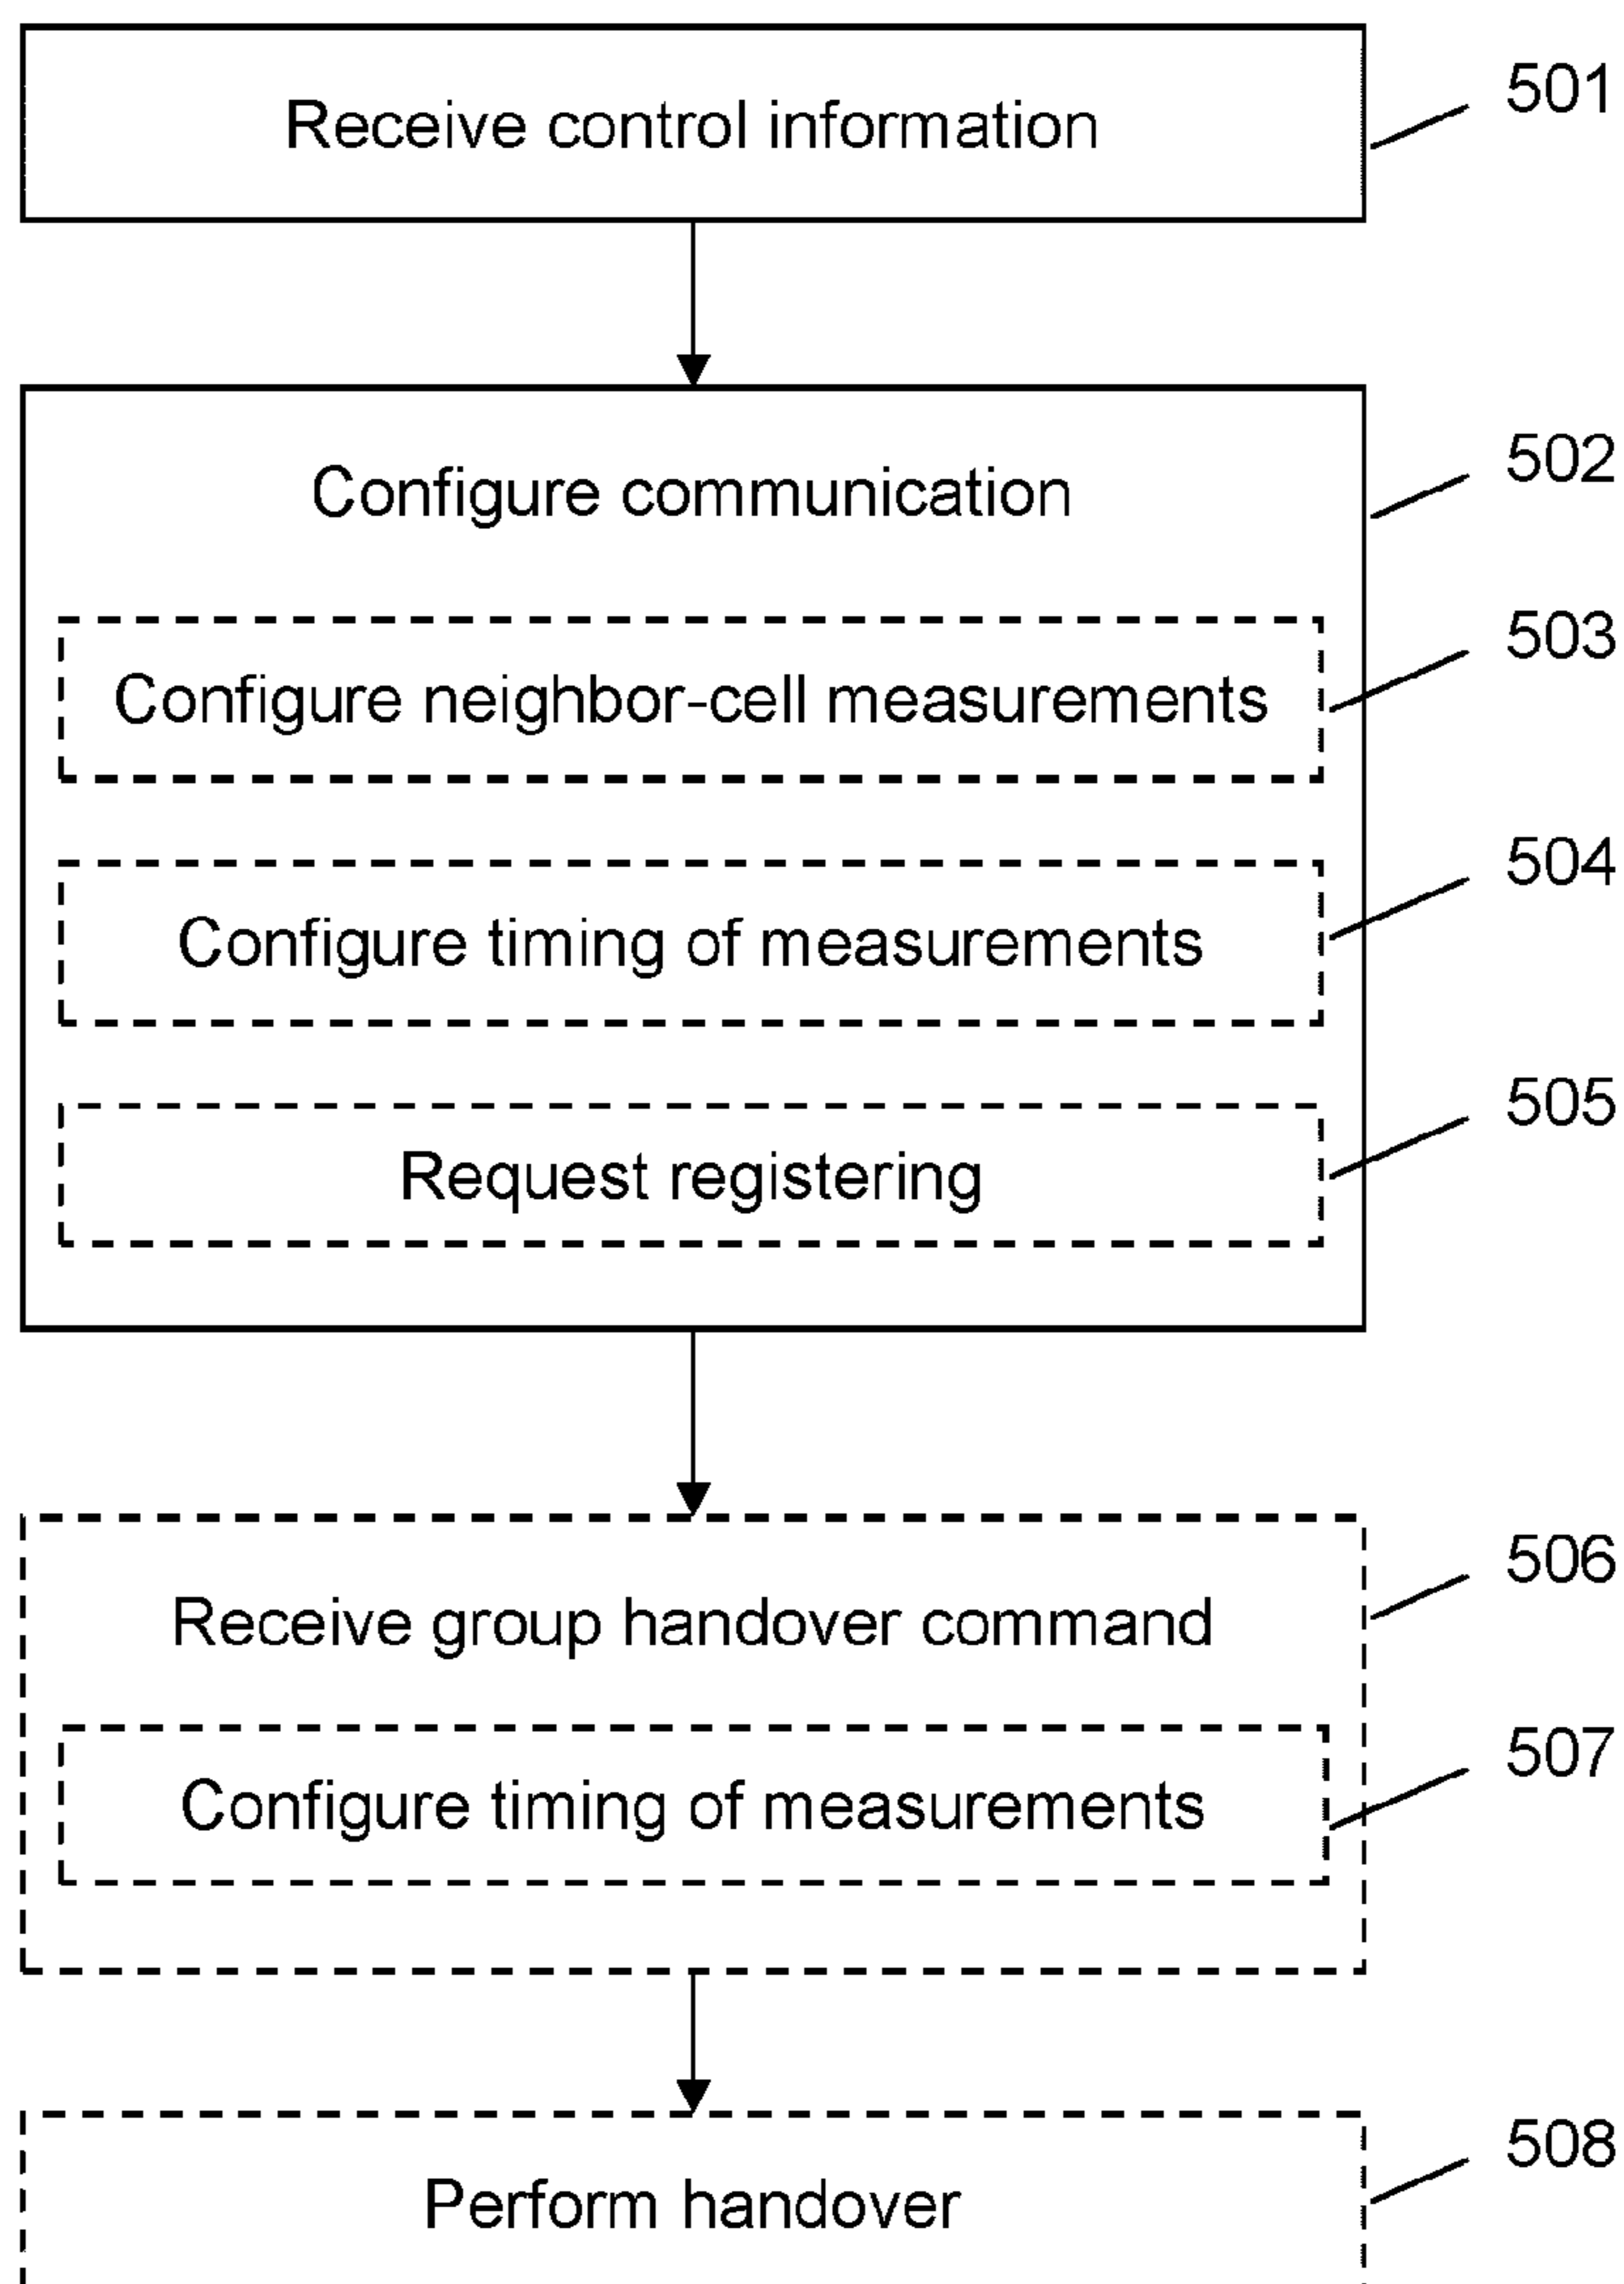 Receive control information
501
Configure communication
502
Configure neighbor-cell measurements
503
Configure timing of measurements
504
Request registering
505
Receive group handover command
506
Configure timing of measurements
507
Perform handover
508